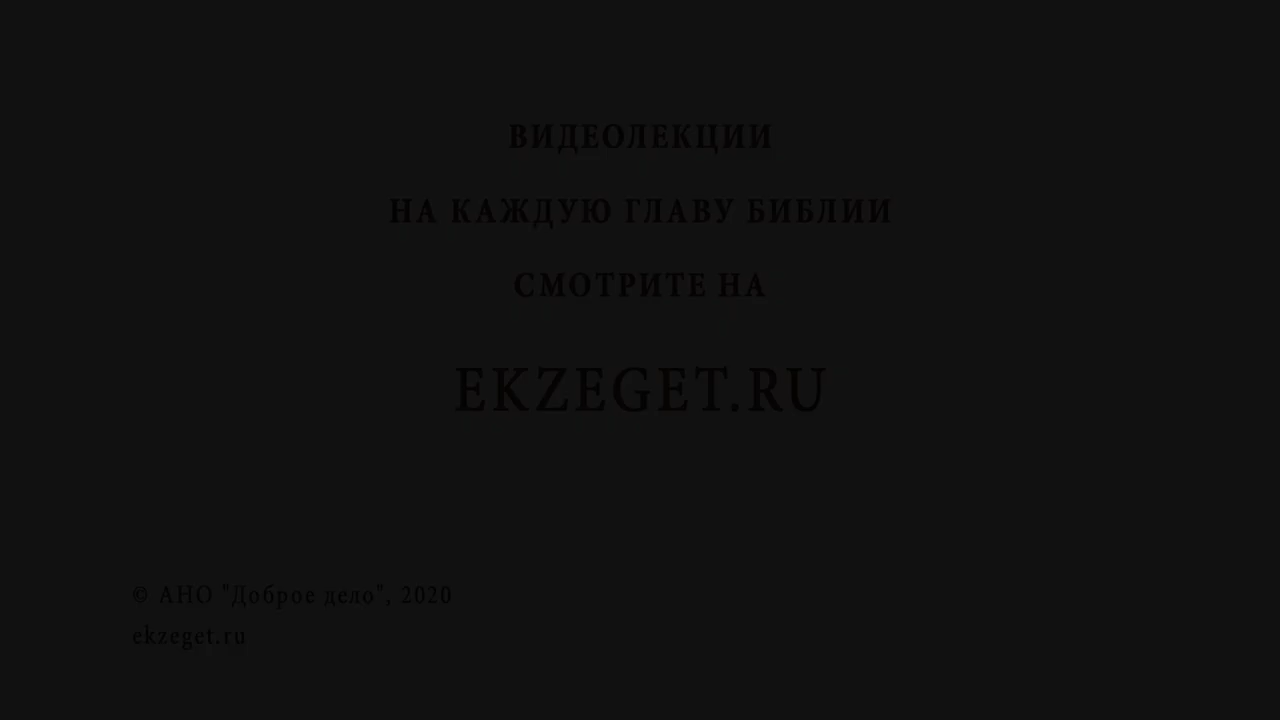 ВИДЕОЛЕКЦИИ
НА КАЖДУЮ ГЛАВУ БИБЛИИ
СМОТРИТЕ НА
EKZEGET.RU
© АНО "Доброе дело", 2020
ekzeget.ru